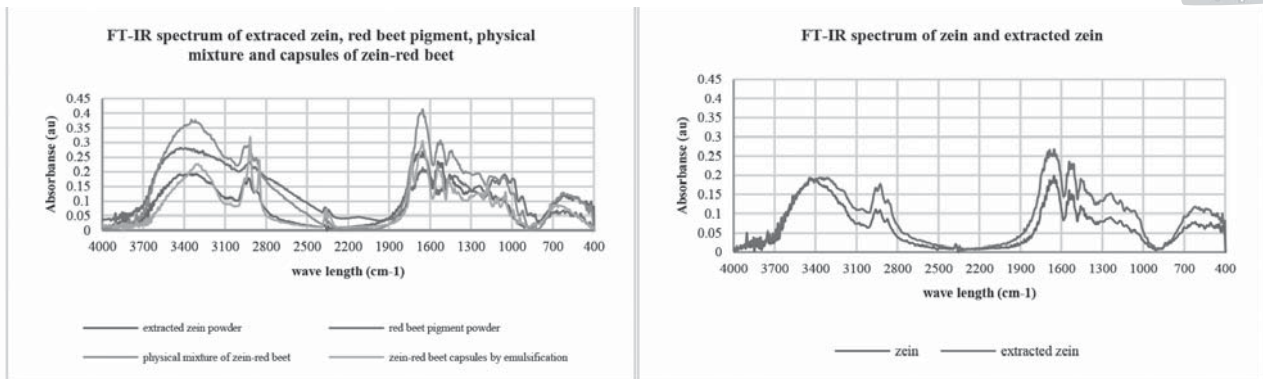 FT-IR spectrum of extraced zein, red beet pigment, physical
mixture and capsules of zein-red beet
Absorbanse (au)
0.45
0.4
0.35
0.3
0.25
0.2
0.15
0.1
0.05
0
4000 3700 3400 3100 2800 2500 2200 1900 1600 1300 1000 700 400
wave length (cm-1)
extracted zein powder
red beet pigment powder
physical mixture of zein-red beet
zein-red beet capsules by emulsification
FT-IR spectrum of zein and extracted zein
Absorbanse (au)
0.45
0.4
0.35
0.3
0.25
0.2
0.15
0.1
0.05
0
4000 3700 3400 3100 2800 2500 2200 1900 1600 1300 1000 700 400
wave length (cm-1)
zein
extracted zein